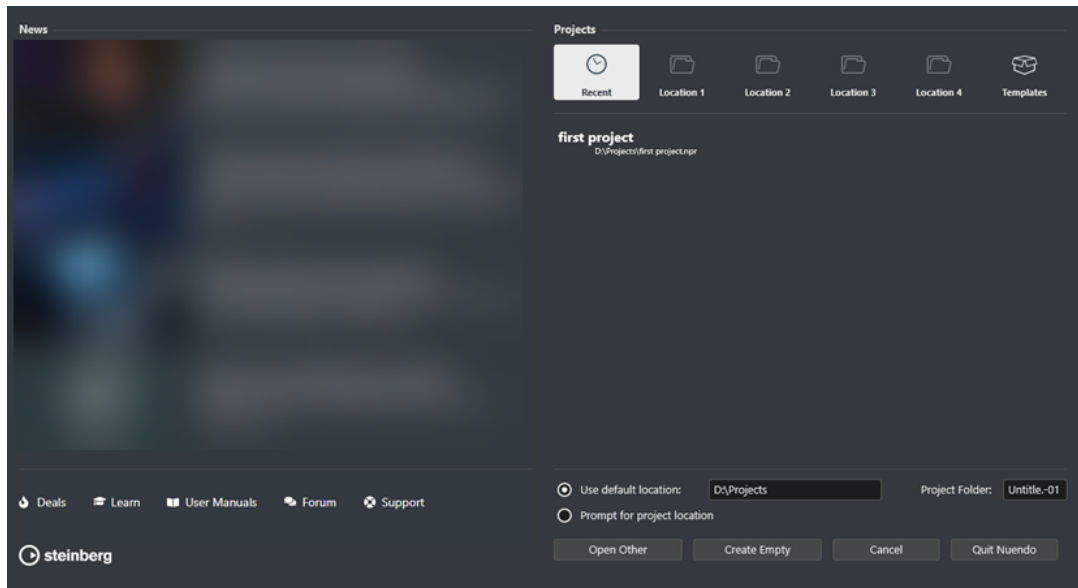 News
Projects
Recent
Location 1
Location 2
Location 3
Location 4
Templates
first project
D:\Projects\first project.npr
Deals
Learn
User Manuals
Forum
Support
Use default location:
D:\Projects
Project Folder:
Untitle.-01
Prompt for project location
Open Other
Create Empty
Cancel
Quit Nuendo
steinberg